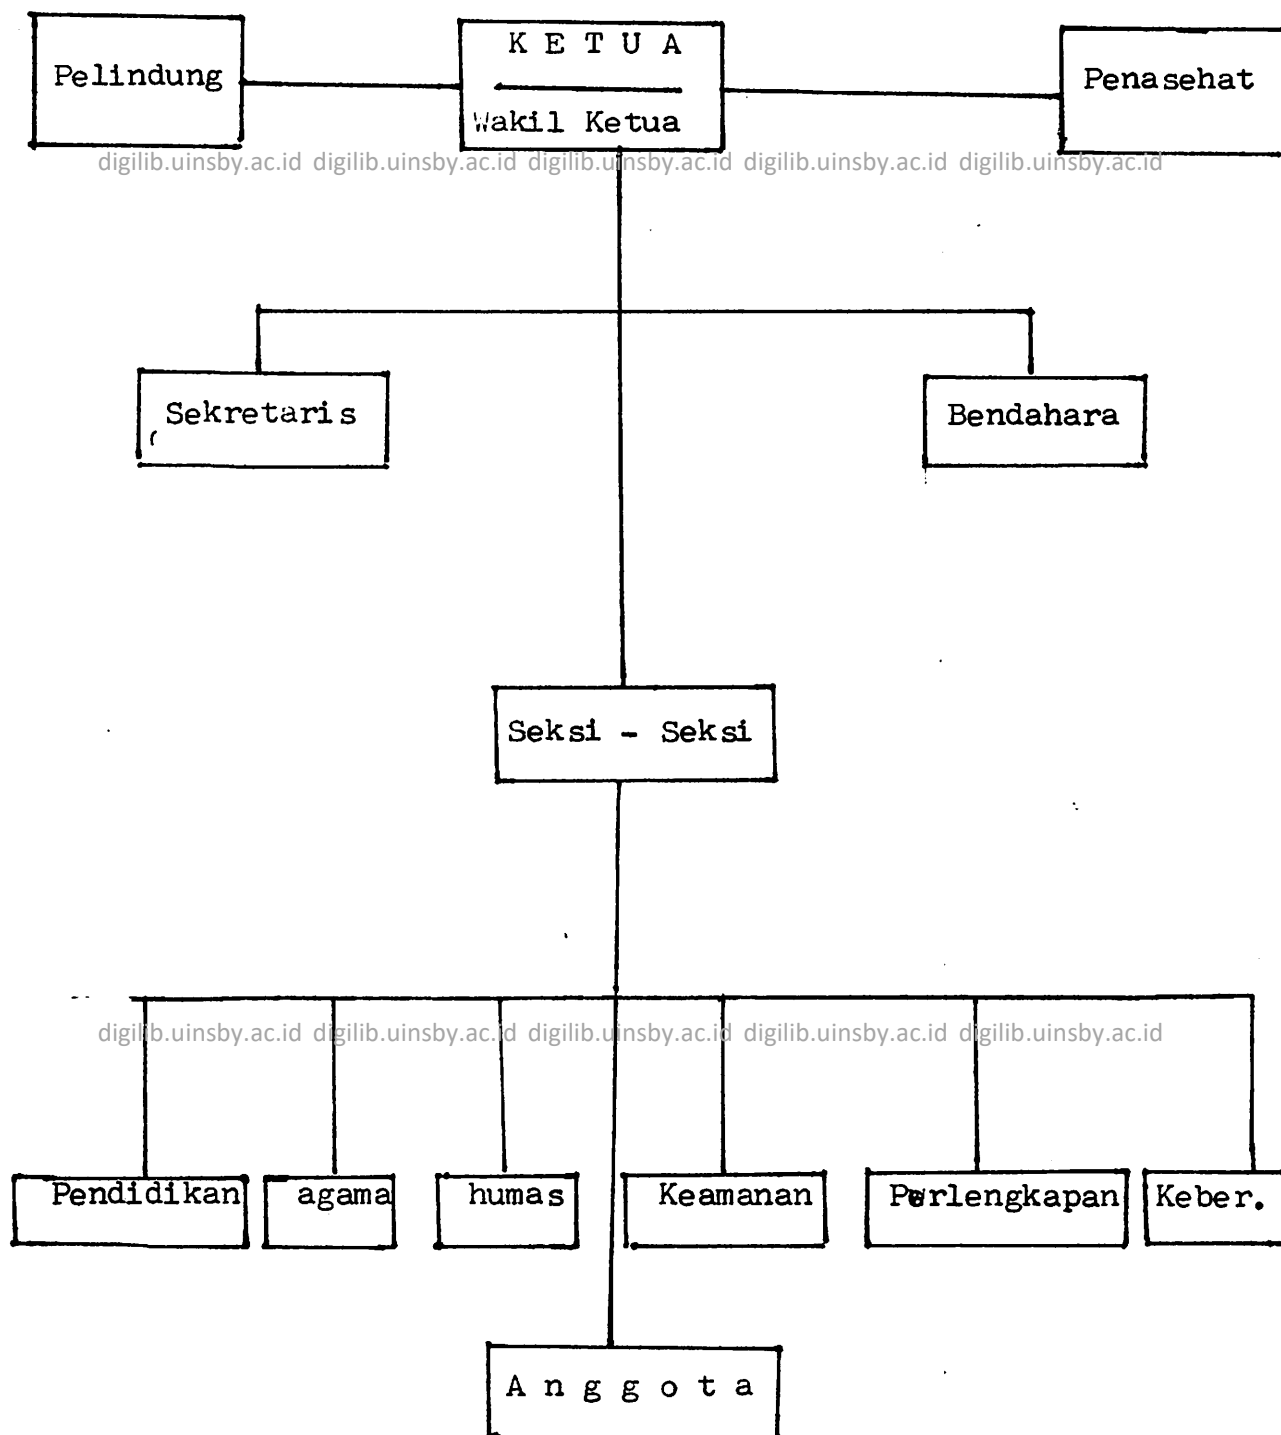 Pelindung
K E T U A
Wakil Ketua
Penasehat
digilib.uinsby.ac.id digilib.uinsby.ac.id digilib.uinsby.ac.id digilib.uinsby.ac.id digilib.uinsby.ac.id
Sekretaris
Bendahara
Seksi - Seksi
digilib.uinsby.ac.id digilib.uinsby.ac.id digilib.uinsby.ac.id digilib.uinsby.ac.id digilib.uinsby.ac.id
Pendidikan
agama
humas
Keamanan
Perlengkapan
Keber.
A n g g o t a